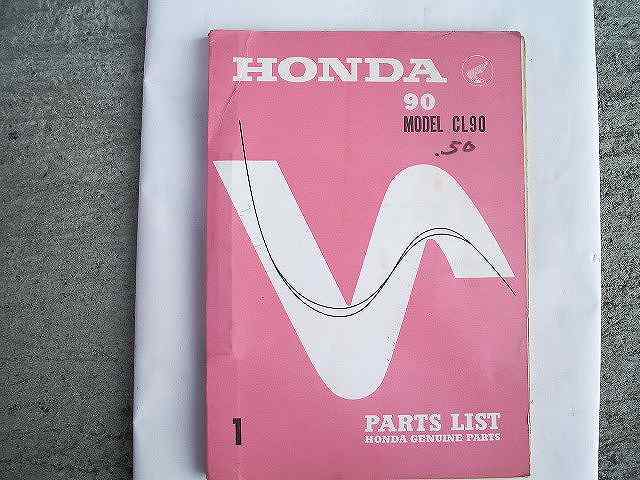 HONDA
90
MODEL CL90
.50
PARTS LIST
HONDA GENUINE PARTS
1